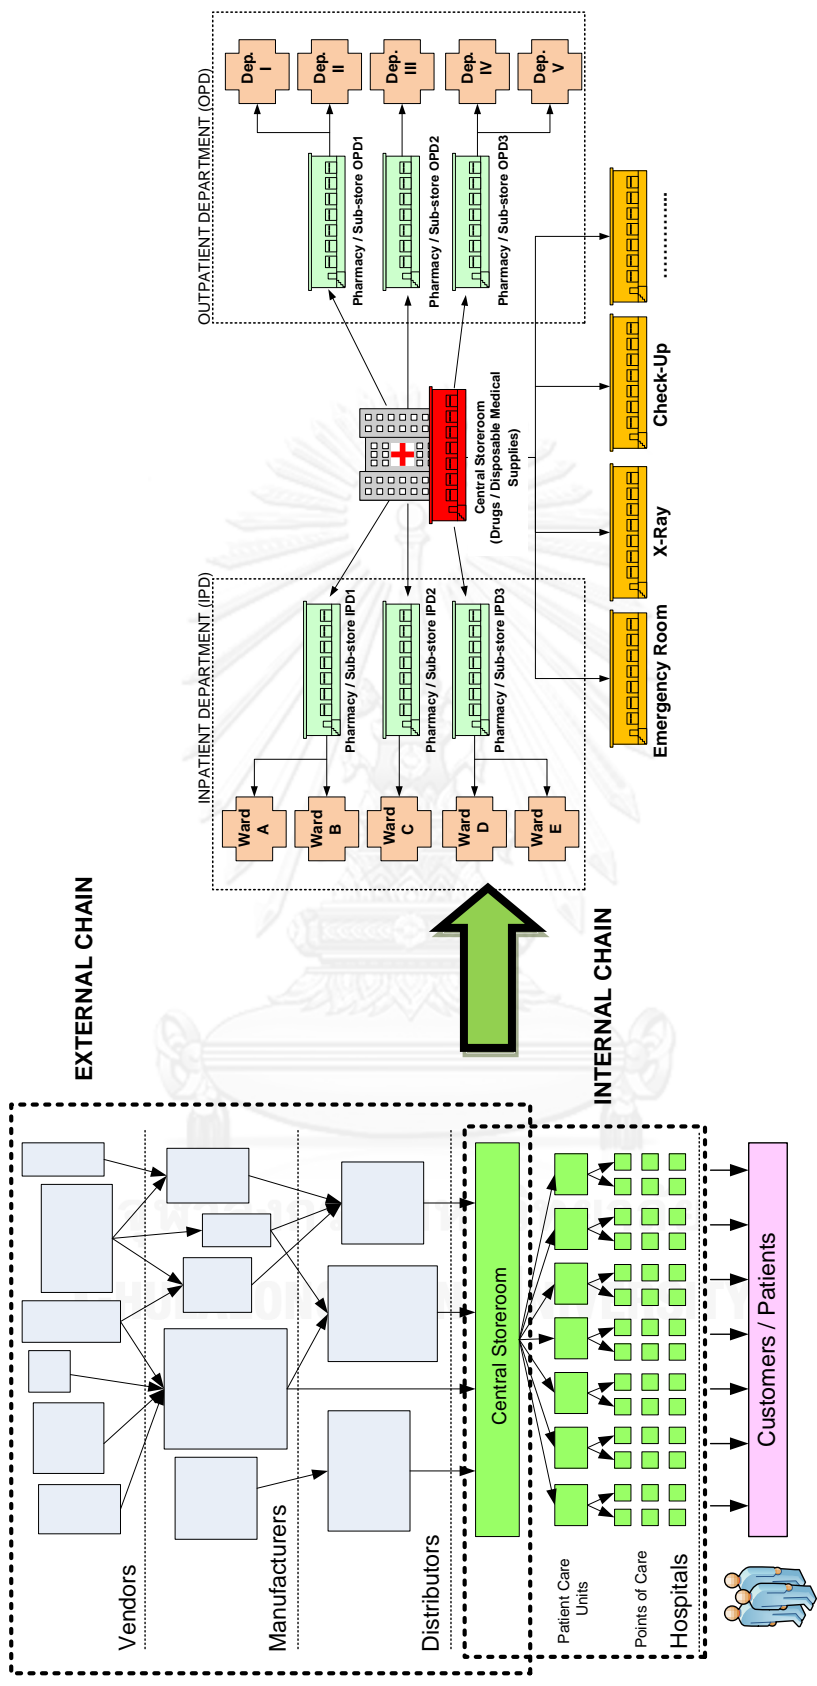 EXTERNAL CHAIN
Vendors
Manufacturers
Distributors
Central Storeroom
INTERNAL CHAIN
Patient Care
Units
Points of Care
Hospitals
Customers / Patients
INPATIENT DEPARTMENT (IPD)
Ward
A
Ward
B
Ward
C
Ward
D
Ward
E
Pharmacy / Sub-store IPD1
Pharmacy / Sub-store IPD2
Pharmacy / Sub-store IPD3
Central Storeroom
(Drugs / Disposable Medical
Supplies)
OUTPATIENT DEPARTMENT (OPD)
Pharmacy / Sub-store OPD1
Pharmacy / Sub-store OPD2
Pharmacy / Sub-store OPD3
Dep.
I
Dep.
II
Dep.
III
Dep.
IV
Dep.
V
Emergency Room
X-Ray
Check-Up
...............